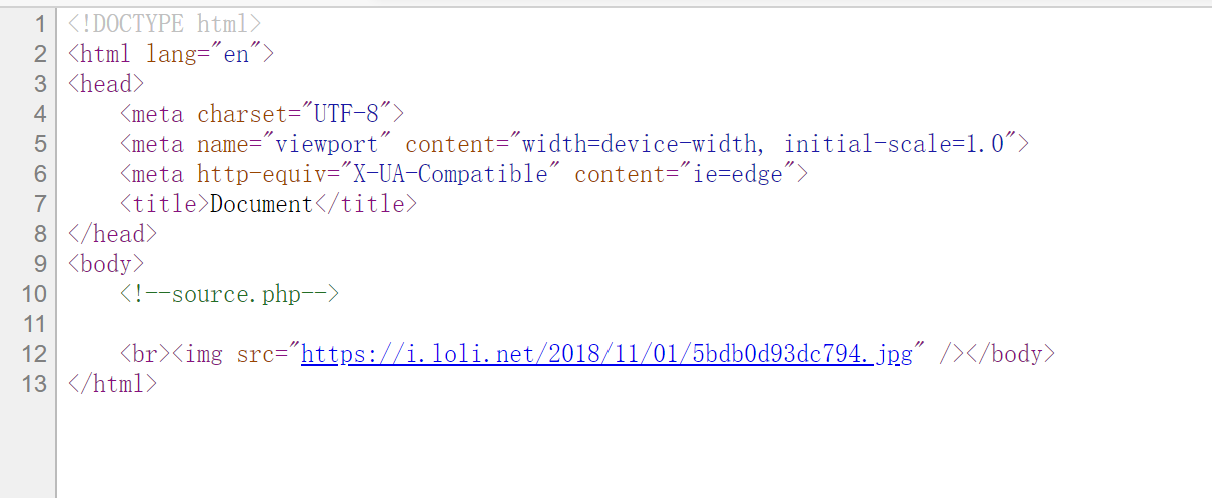 1 <!DOCTYPE html>
2 <html lang="en">
3 <head>
4     <meta charset="UTF-8">
5     <meta name="viewport" content="width=device-width, initial-scale=1.0">
6     <meta http-equiv="X-UA-Compatible" content="ie=edge">
7     <title>Document</title>
8 </head>
9 <body>
10     <!--source.php-->
11
12     <br><img src="https://i.loli.net/2018/11/01/5bdb0d93dc794.jpg" /></body>
13 </html>